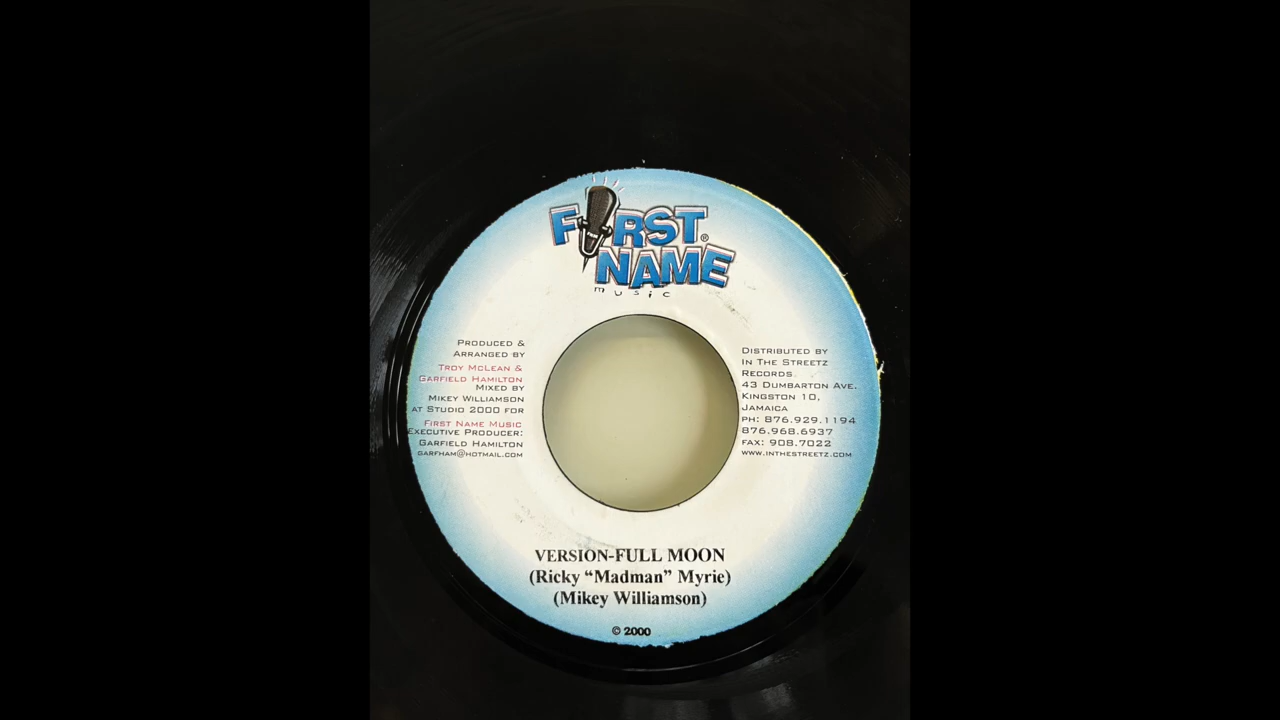 FIRST®
NAME
music
PRODUCED &
ARRANGED BY
TROY MCLEAN &
GARFIELD HAMILTON
MIXED BY
MIKEY WILLIAMSON
AT STUDIO 2000 FOR
FIRST NAME MUSIC
EXECUTIVE PRODUCER:
GARFIELD HAMILTON
GARFHAM@HOTMAIL.COM
DISTRIBUTED BY
IN THE STREETZ
RECORDS
43 DUMBARTON AVE.
KINGSTON 10,
JAMAICA
PH: 876.929.1194
876.968.6937
FAX: 908.7022
WWW.INTHESTREETZ.COM
VERSION-FULL MOON
(Ricky “Madman” Myrie)
(Mikey Williamson)
© 2000